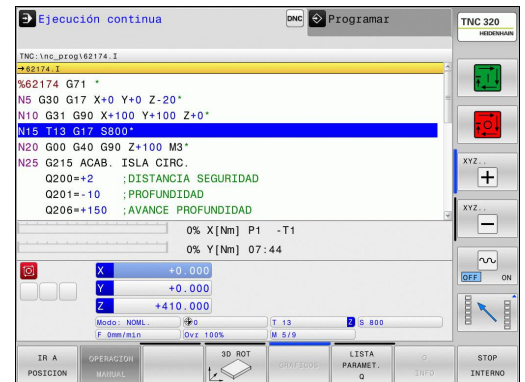 Ejecución continua
DNC
Programar
TNC 320
HEIDENHAIN
TNC:\nc_prog\62174.I
→62174.I
%62174 G71 *
N5 G30 G17 X+0 Y+0 Z-20*
N10 G31 G90 X+100 Y+100 Z+0*
N15 T13 G17 S800*
N20 G00 G40 G90 Z+100 M3*
N25 G215 ACAB. ISLA CIRC.
Q200=+2 ;DISTANCIA SEGURIDAD
Q201=-10 ;PROFUNDIDAD
Q206=+150 ;AVANCE PROFUNDIDAD
0% X[Nm] P1 -T1
0% Y[Nm] 07:44
X +0.000
Y +0.000
Z +410.000
Modo: NOML. 0 T 13 Z S 800
F 0mm/min Ovr 100% M 5/9
XYZ..
+
XYZ..
−
OFF ON
IR A
POSICION
OPERACION
MANUAL
3D ROT
GRAFICOS
LISTA
PARAMET.
Q
INFO
STOP
INTERNO